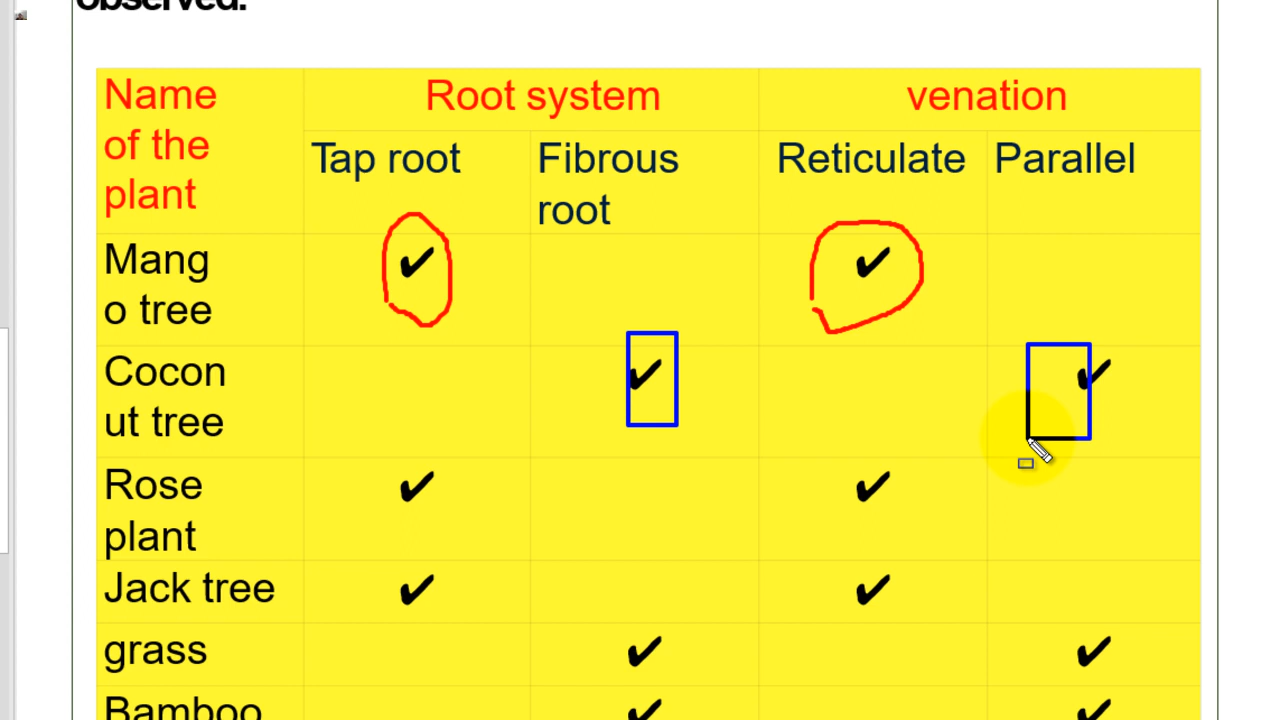 observed.
Name of the plant Root system venation
Tap root Fibrous root Reticulate Parallel
Mang
o tree ✔ ✔
Cocon
ut tree ✔ ✔
Rose
plant ✔ ✔
Jack tree ✔ ✔
grass ✔ ✔
Bamboo ✔ ✔